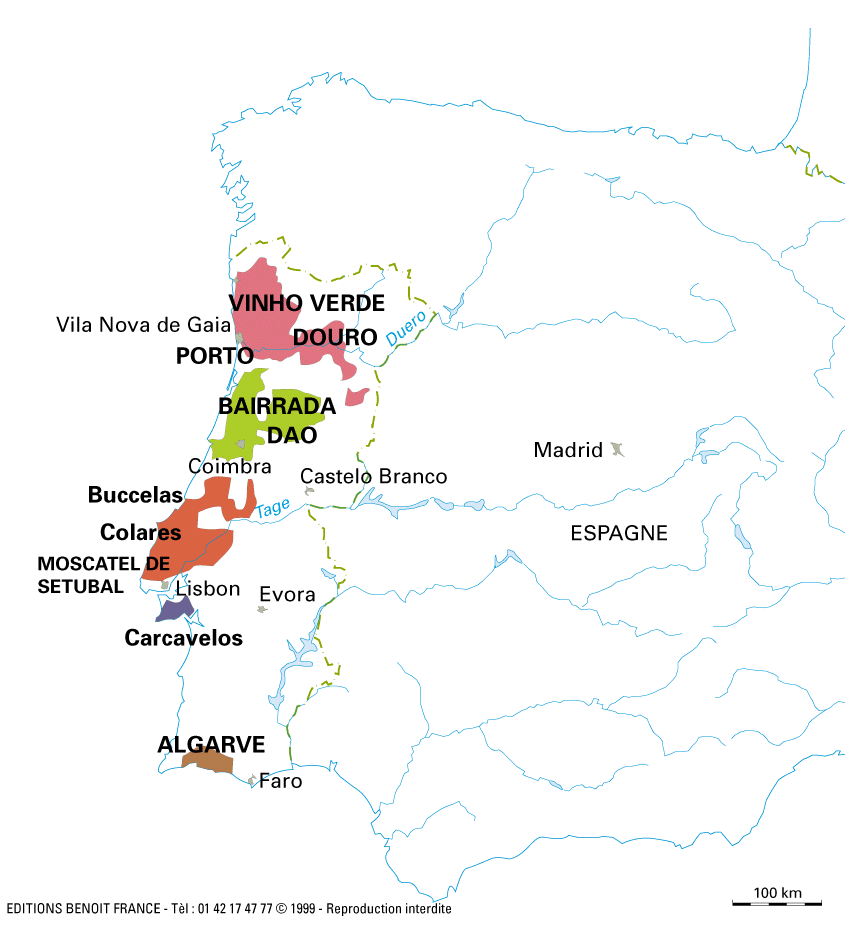 VINHO VERDE
Vila Nova de Gaia
DOURO
Duero
PORTO
BAIRRADA
DAO
Madrid
Coimbra
Castelo Branco
Buccelas
Tage
Colares
ESPAGNE
MOSCATEL DE
SETUBAL
Lisbon
Evora
Carcavelos
ALGARVE
Faro
100 km
EDITIONS BENOIT FRANCE - Tèl : 01 42 17 47 77 © 1999 - Reproduction interdite